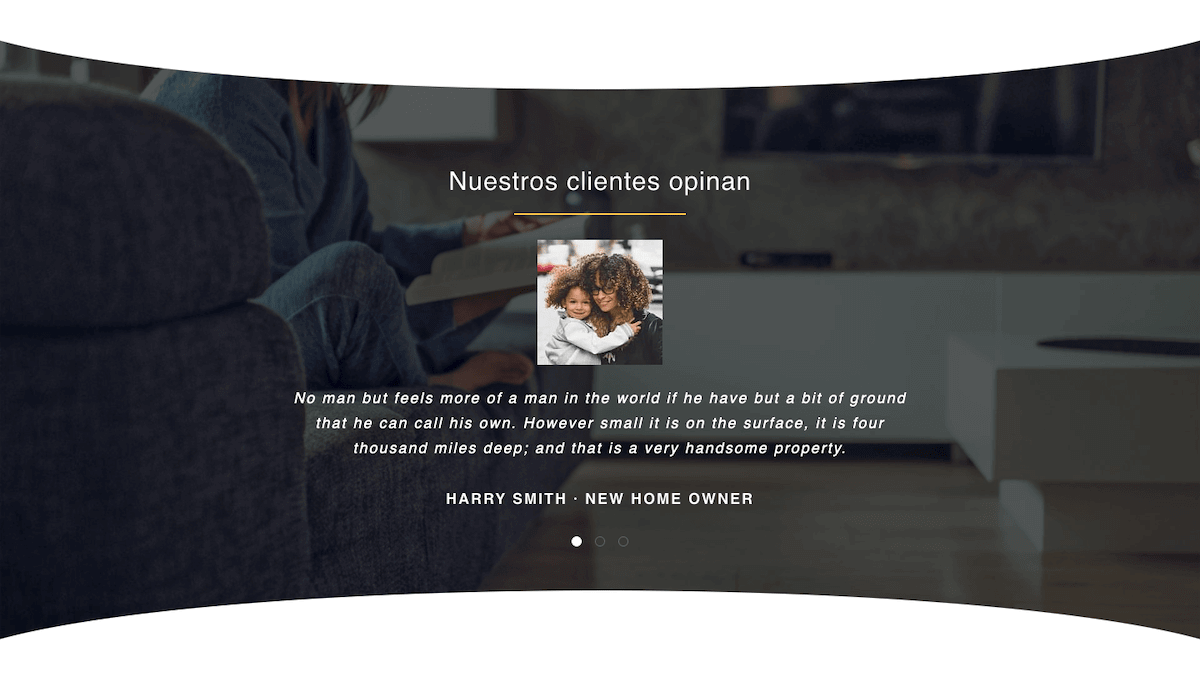 Nuestros clientes opinan
No man but feels more of a man in the world if he have but a bit of ground
that he can call his own. However small it is on the surface, it is four
thousand miles deep; and that is a very handsome property.
HARRY SMITH · NEW HOME OWNER